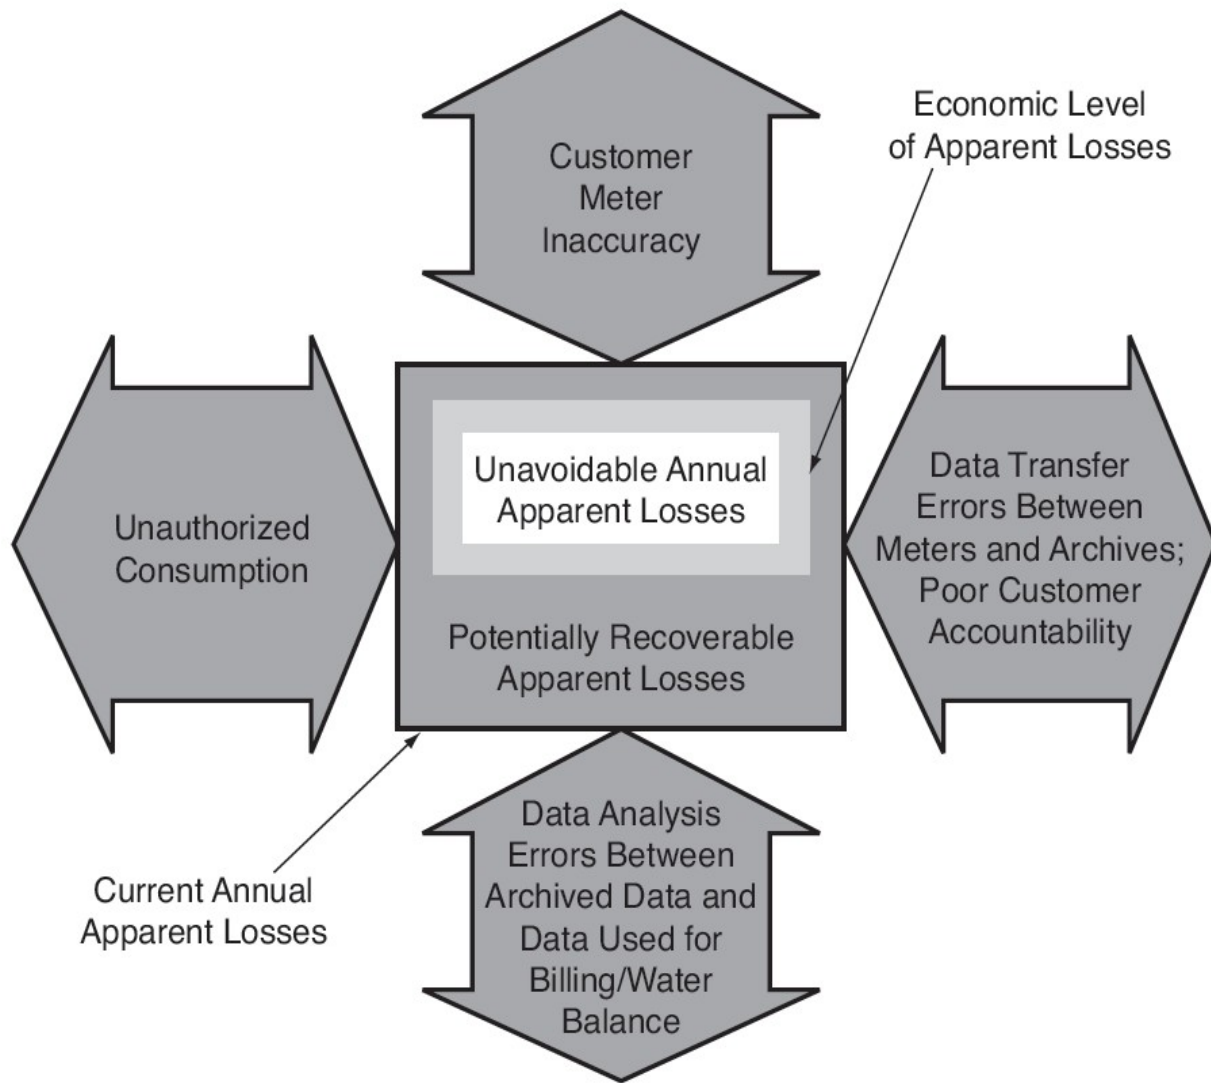 Customer
Meter
Inaccuracy
Economic Level
of Apparent Losses
Unauthorized
Consumption
Unavoidable Annual
Apparent Losses
Potentially Recoverable
Apparent Losses
Data Transfer
Errors Between
Meters and Archives;
Poor Customer
Accountability
Current Annual
Apparent Losses
Data Analysis
Errors Between
Archived Data and
Data Used for
Billing/Water
Balance